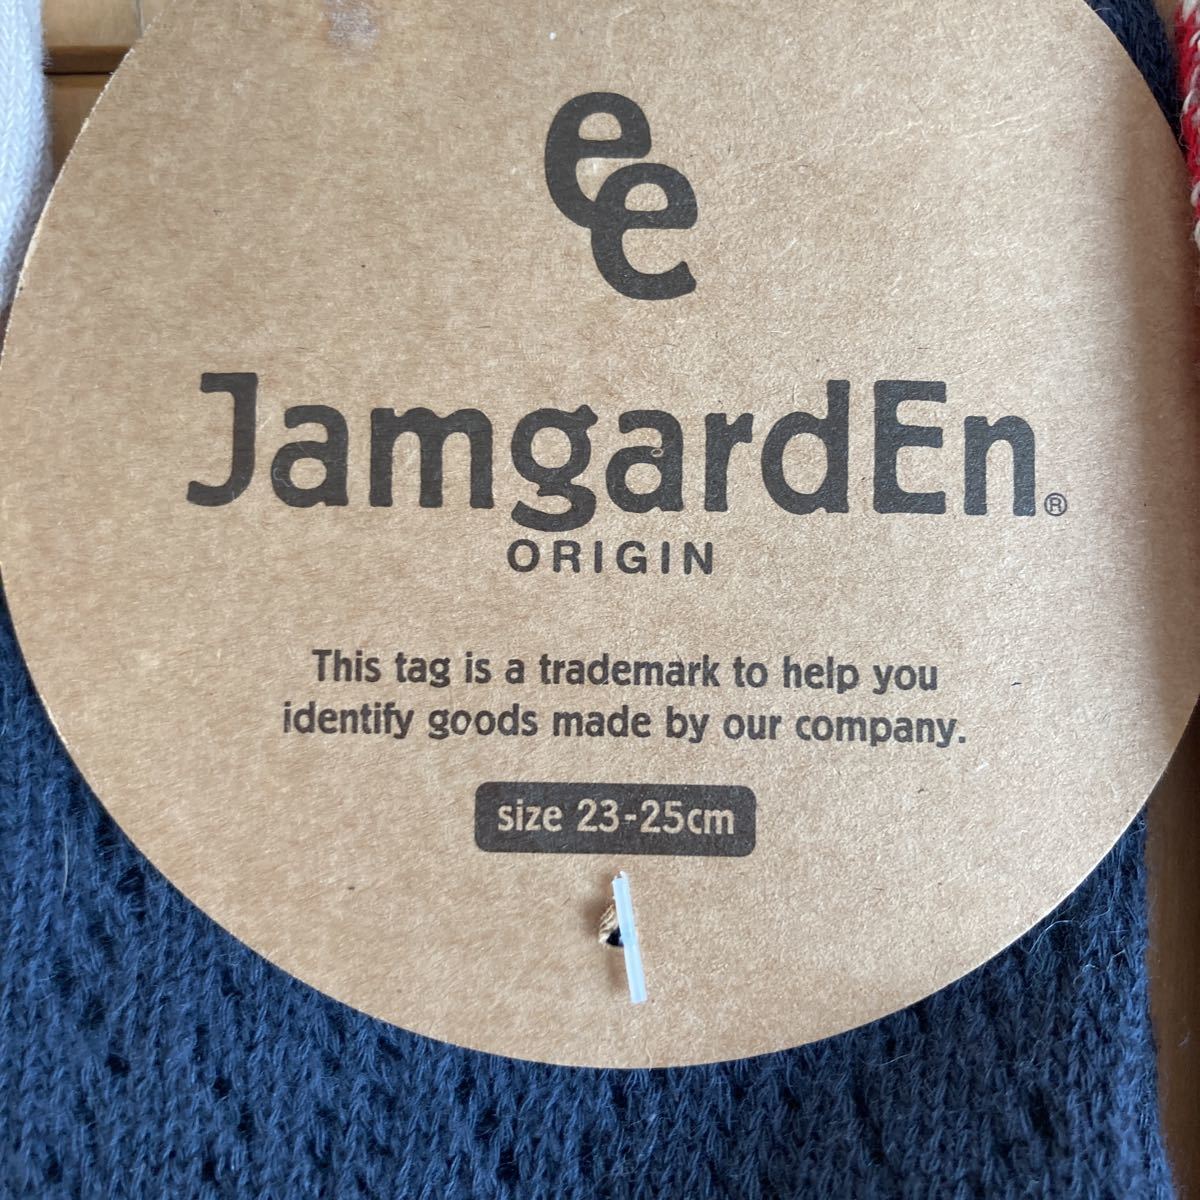 ee
JamgardEn®
ORIGIN
This tag is a trademark to help you
identify goods made by our company.
size 23-25cm